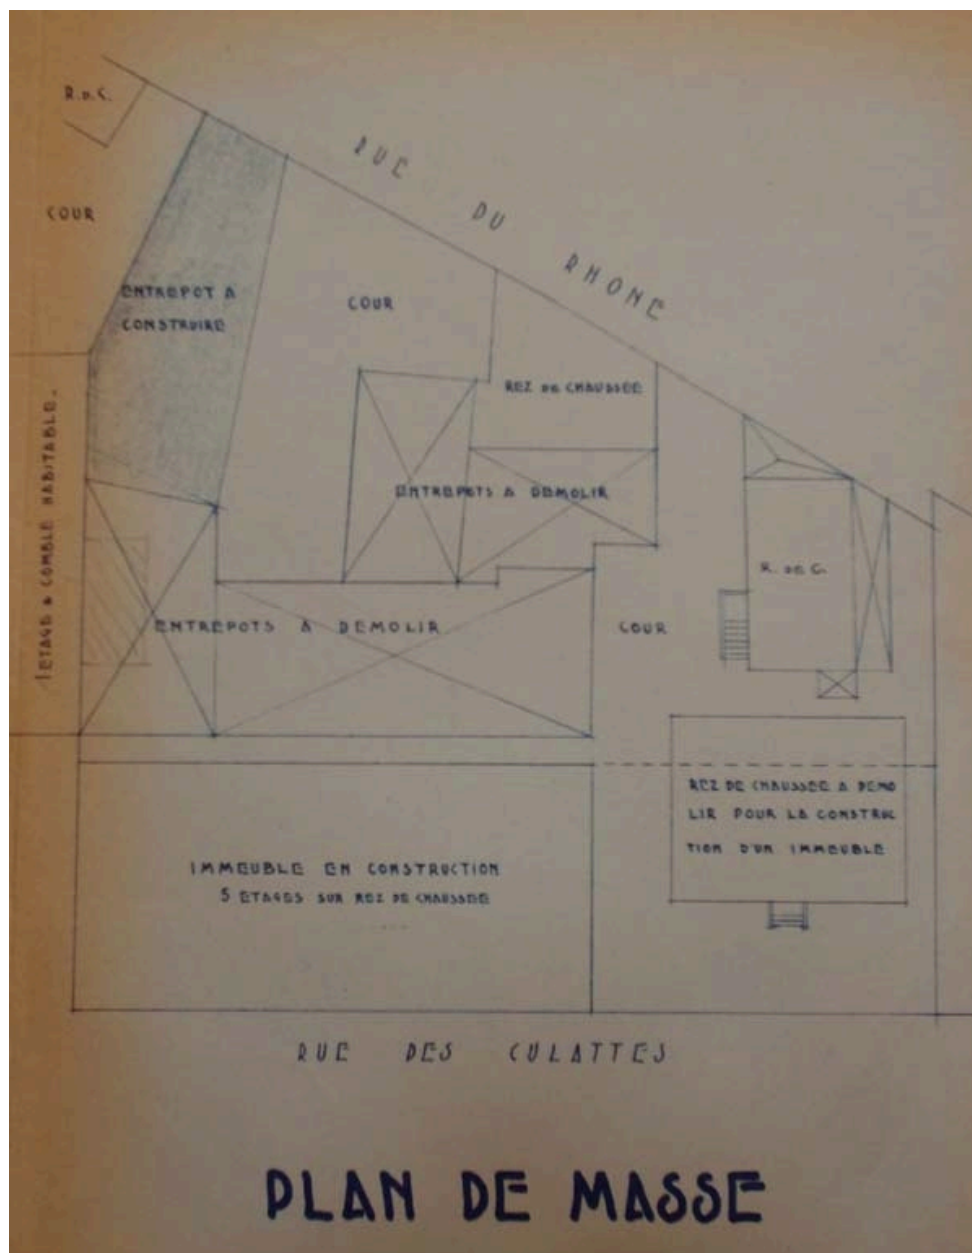 R.D.C.
RUE DU RHONE
COUR
ENTREPOT A
CONSTRUIRE
COUR
REZ DE CHAUSSEE
1 ETAGE & COMBLE HABITABLE.
ENTREPOTS A DEMOLIR
R. DE C.
ENTREPOTS A DEMOLIR
COUR
REZ DE CHAUSSEE A DEMO
LIR POUR LA CONSTRUC
TION D'UN IMMEUBLE
IMMEUBLE EN CONSTRUCTION
5 ETAGES SUR REZ DE CHAUSSEE
RUE DES CULATTES
PLAN DE MASSE